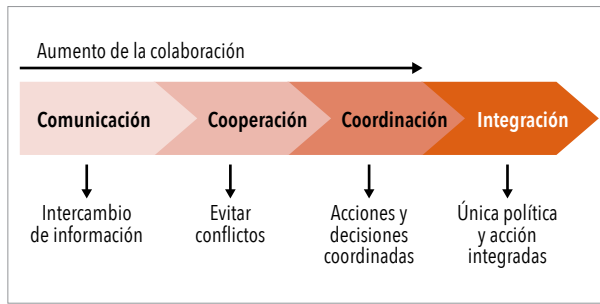 Aumento de la colaboración
Comunicación
Cooperación
Coordinación
Integración
Intercambio
de información
Evitar
conflictos
Acciones y
decisiones
coordinadas
Única política
y acción
integradas